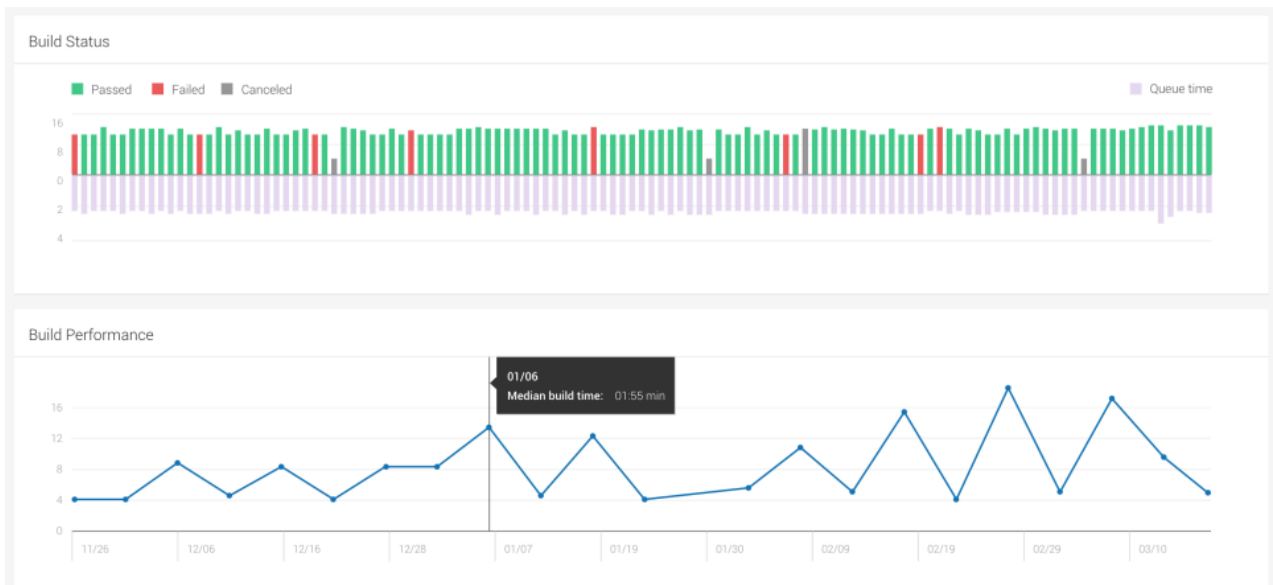 Build Status
Passed Failed Canceled Queue time
16
8
0
2
4
Build Performance
01/06
Median build time: 01:55 min
16
12
8
4
0
11/26 12/06 12/16 12/28 01/07 01/19 01/30 02/09 02/19 02/29 03/10